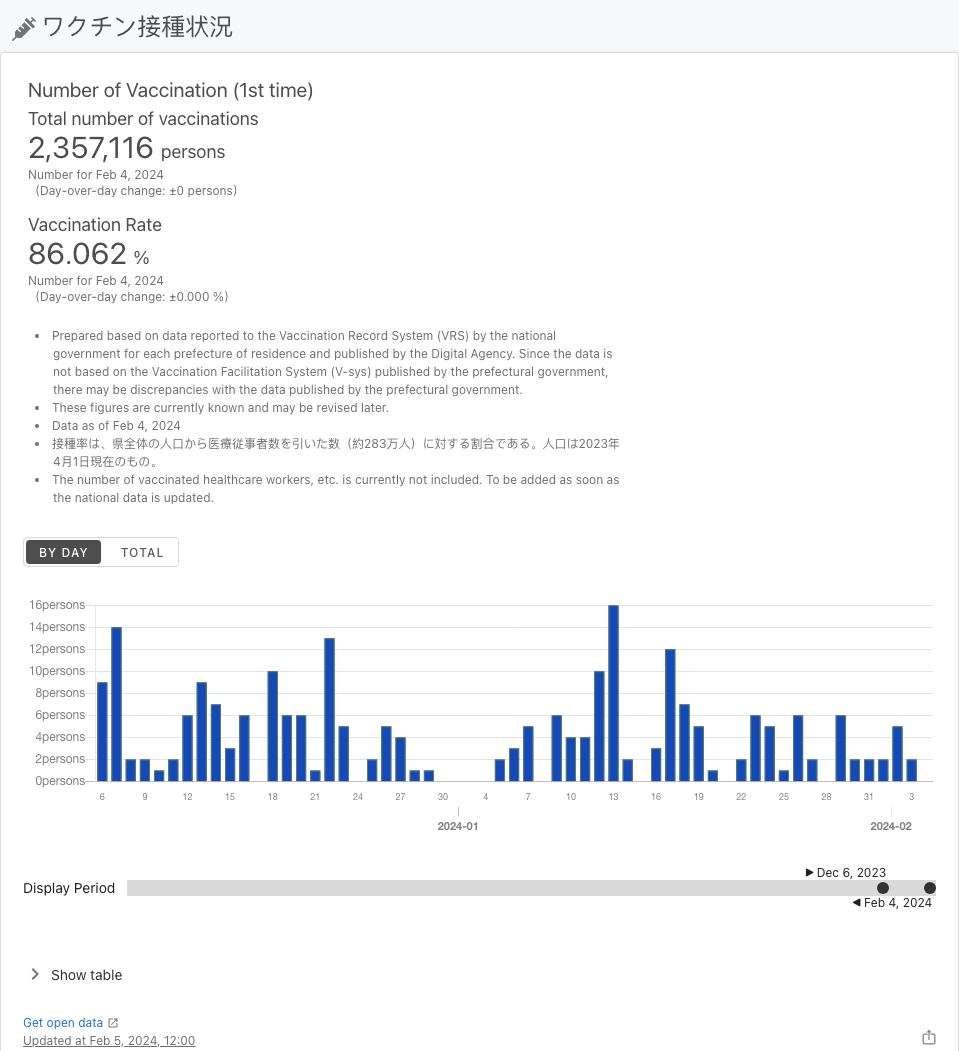 ワクチン接種状況
Number of Vaccination (1st time)
Total number of vaccinations
2,357,116 persons
Number for Feb 4, 2024
(Day-over-day change: ±0 persons)
Vaccination Rate
86.062 %
Number for Feb 4, 2024
(Day-over-day change: ±0.000 %)
• Prepared based on data reported to the Vaccination Record System (VRS) by the national
government for each prefecture of residence and published by the Digital Agency. Since the data is
not based on the Vaccination Facilitation System (V-sys) published by the prefectural government,
there may be discrepancies with the data published by the prefectural government.
• These figures are currently known and may be revised later.
• Data as of Feb 4, 2024
• 接種率は、県全体の人口から医療従事者数を引いた数（約283万人）に対する割合である。人口は2023年
4月1日現在のもの。
• The number of vaccinated healthcare workers, etc. is currently not included. To be added as soon as
the national data is updated.
BY DAY TOTAL
16persons
14persons
12persons
10persons
8persons
6persons
4persons
2persons
0persons
6 9 12 15 18 21 24 27 30 4 7 10 13 16 19 22 25 28 31 3
2024-01 2024-02
▶ Dec 6, 2023
Display Period
◀ Feb 4, 2024
Show table
Get open data
Updated at Feb 5, 2024, 12:00